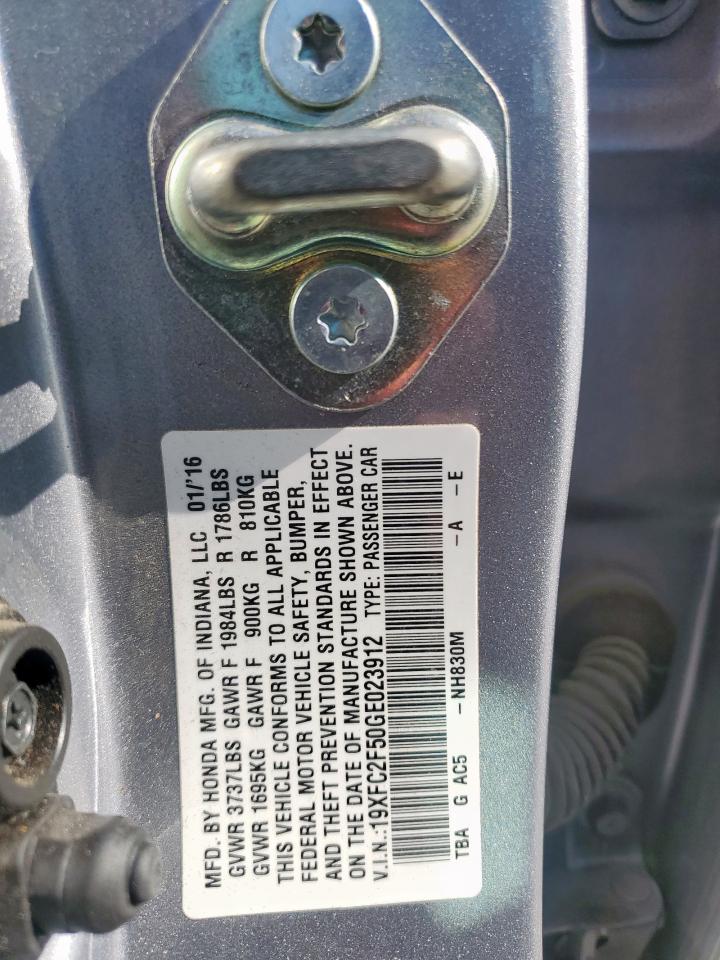 MFD. BY HONDA MFG. OF INDIANA, LLC 01/'16
GVWR 3737LBS GAWR F 1984LBS R 1786LBS
GVWR 1695KG GAWR F 900KG R 810KG
THIS VEHICLE CONFORMS TO ALL APPLICABLE
FEDERAL MOTOR VEHICLE SAFETY, BUMPER,
AND THEFT PREVENTION STANDARDS IN EFFECT
ON THE DATE OF MANUFACTURE SHOWN ABOVE.
V.I.N.:19XFC2F50GE023912 TYPE: PASSENGER CAR
TBA G AC5 -NH830M -A -E